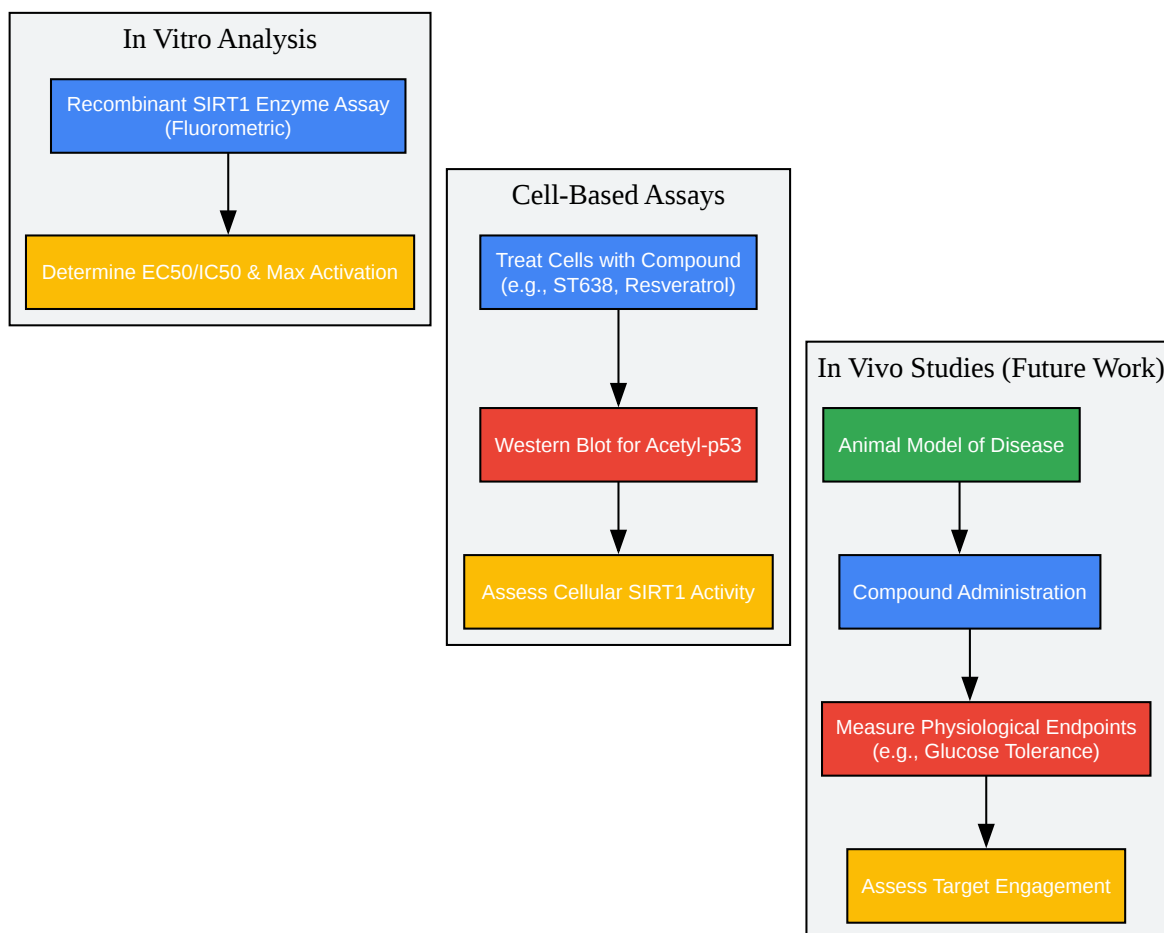 In Vitro Analysis
Recombinant SIRT1 Enzyme Assay
(Fluorometric)
Determine EC50/IC50 & Max Activation
Cell-Based Assays
Treat Cells with Compound
(e.g., ST638, Resveratrol)
Western Blot for Acetyl-p53
Assess Cellular SIRT1 Activity
In Vivo Studies (Future Work)
Animal Model of Disease
Compound Administration
Measure Physiological Endpoints
(e.g., Glucose Tolerance)
Assess Target Engagement